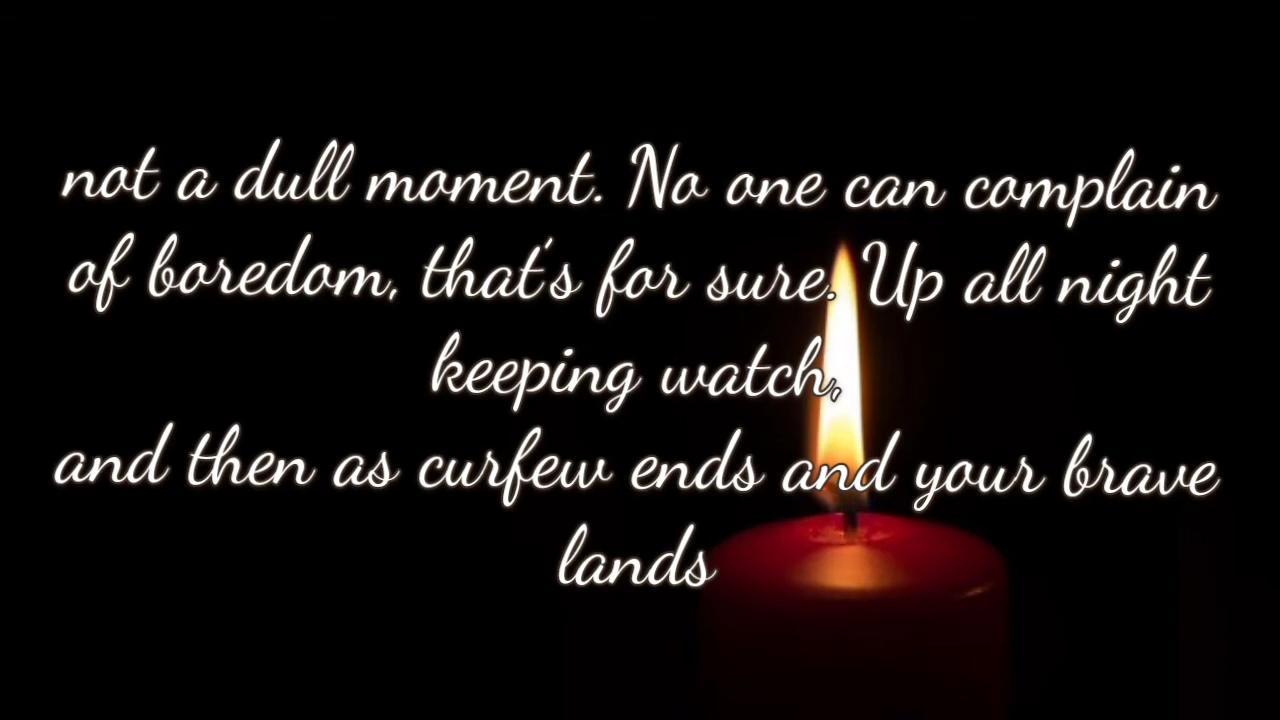 not a dull moment. No one can complain
of boredom, that's for sure. Up all night
keeping watch,
and then as curfew ends and your brave
lands